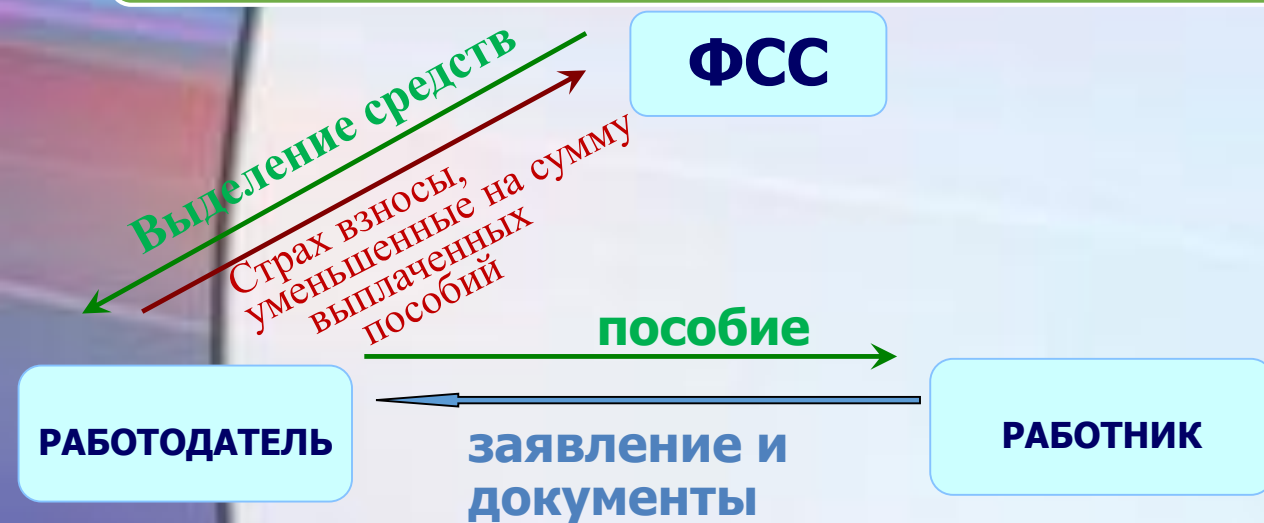 ФСС
Выделение средств
Страх взносы,
уменьшенные на сумму
выплаченных
пособий
пособие
РАБОТОДАТЕЛЬ
РАБОТНИК
заявление и
документы